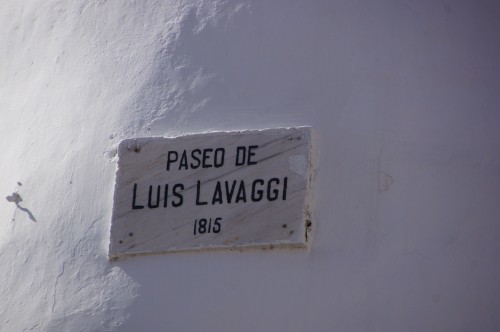 PASEO DE
LUIS LAVAGGI
1815